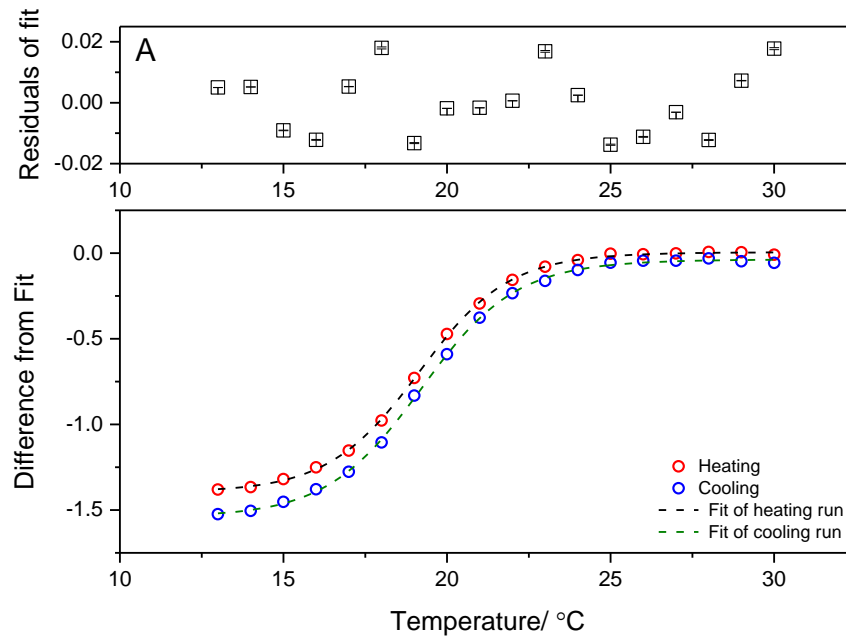 A
Residuals of fit
0.02
0.00
-0.02
10 15 20 25 30
Difference from Fit
0.0
-0.5
-1.0
-1.5
Heating
Cooling
Fit of heating run
Fit of cooling run
10 15 20 25 30
Temperature/ °C